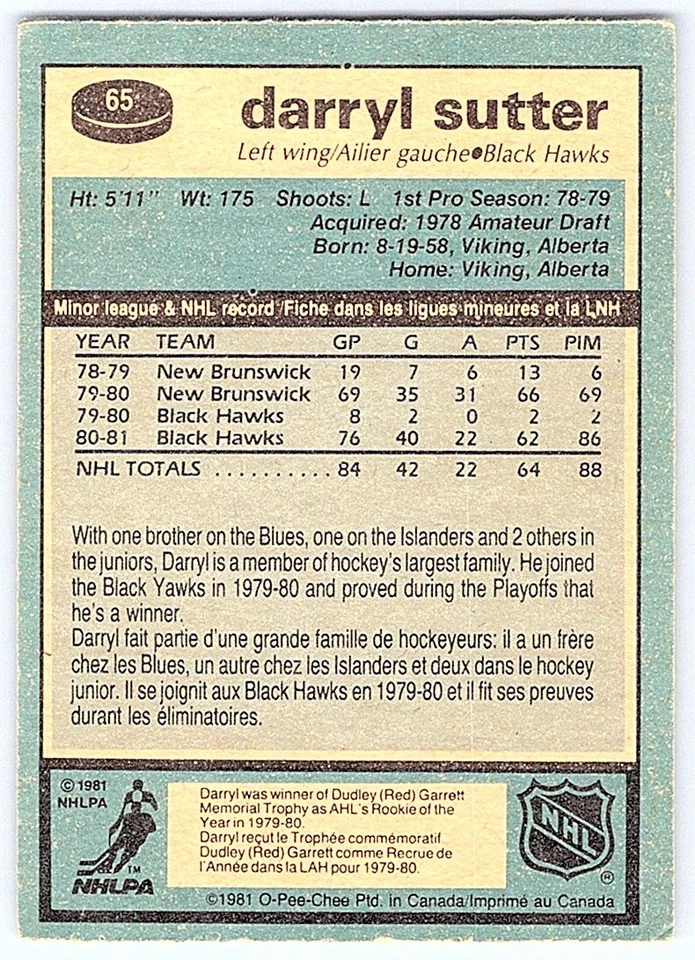 65
darryl sutter
Left wing/Ailier gauche●Black Hawks
Ht: 5'11" Wt: 175 Shoots: L 1st Pro Season: 78-79
Acquired: 1978 Amateur Draft
Born: 8-19-58, Viking, Alberta
Home: Viking, Alberta
Minor league & NHL record/Fiche dans les ligues mineures et la LNH
YEAR TEAM GP G A PTS PIM
78-79 New Brunswick 19 7 6 13 6
79-80 New Brunswick 69 35 31 66 69
79-80 Black Hawks 8 2 0 2 2
80-81 Black Hawks 76 40 22 62 86
NHL TOTALS .......... 84 42 22 64 88
With one brother on the Blues, one on the Islanders and 2 others in
the juniors, Darryl is a member of hockey's largest family. He joined
the Black Yawks in 1979-80 and proved during the Playoffs that
he's a winner.
Darryl fait partie d'une grande famille de hockeyeurs: il a un frère
chez les Blues, un autre chez les Islanders et deux dans le hockey
junior. Il se joignit aux Black Hawks en 1979-80 et il fit ses preuves
durant les éliminatoires.
© 1981
NHLPA
TM
NHLPA
Darryl was winner of Dudley (Red) Garrett
Memorial Trophy as AHL's Rookie of the
Year in 1979-80.
Darryl reçut le Trophée commémoratif
Dudley (Red) Garrett comme Recrue de
l'Année dans la LAH pour 1979-80.
NHL
®
©1981 O-Pee-Chee Ptd. in Canada/Imprimé au Canada